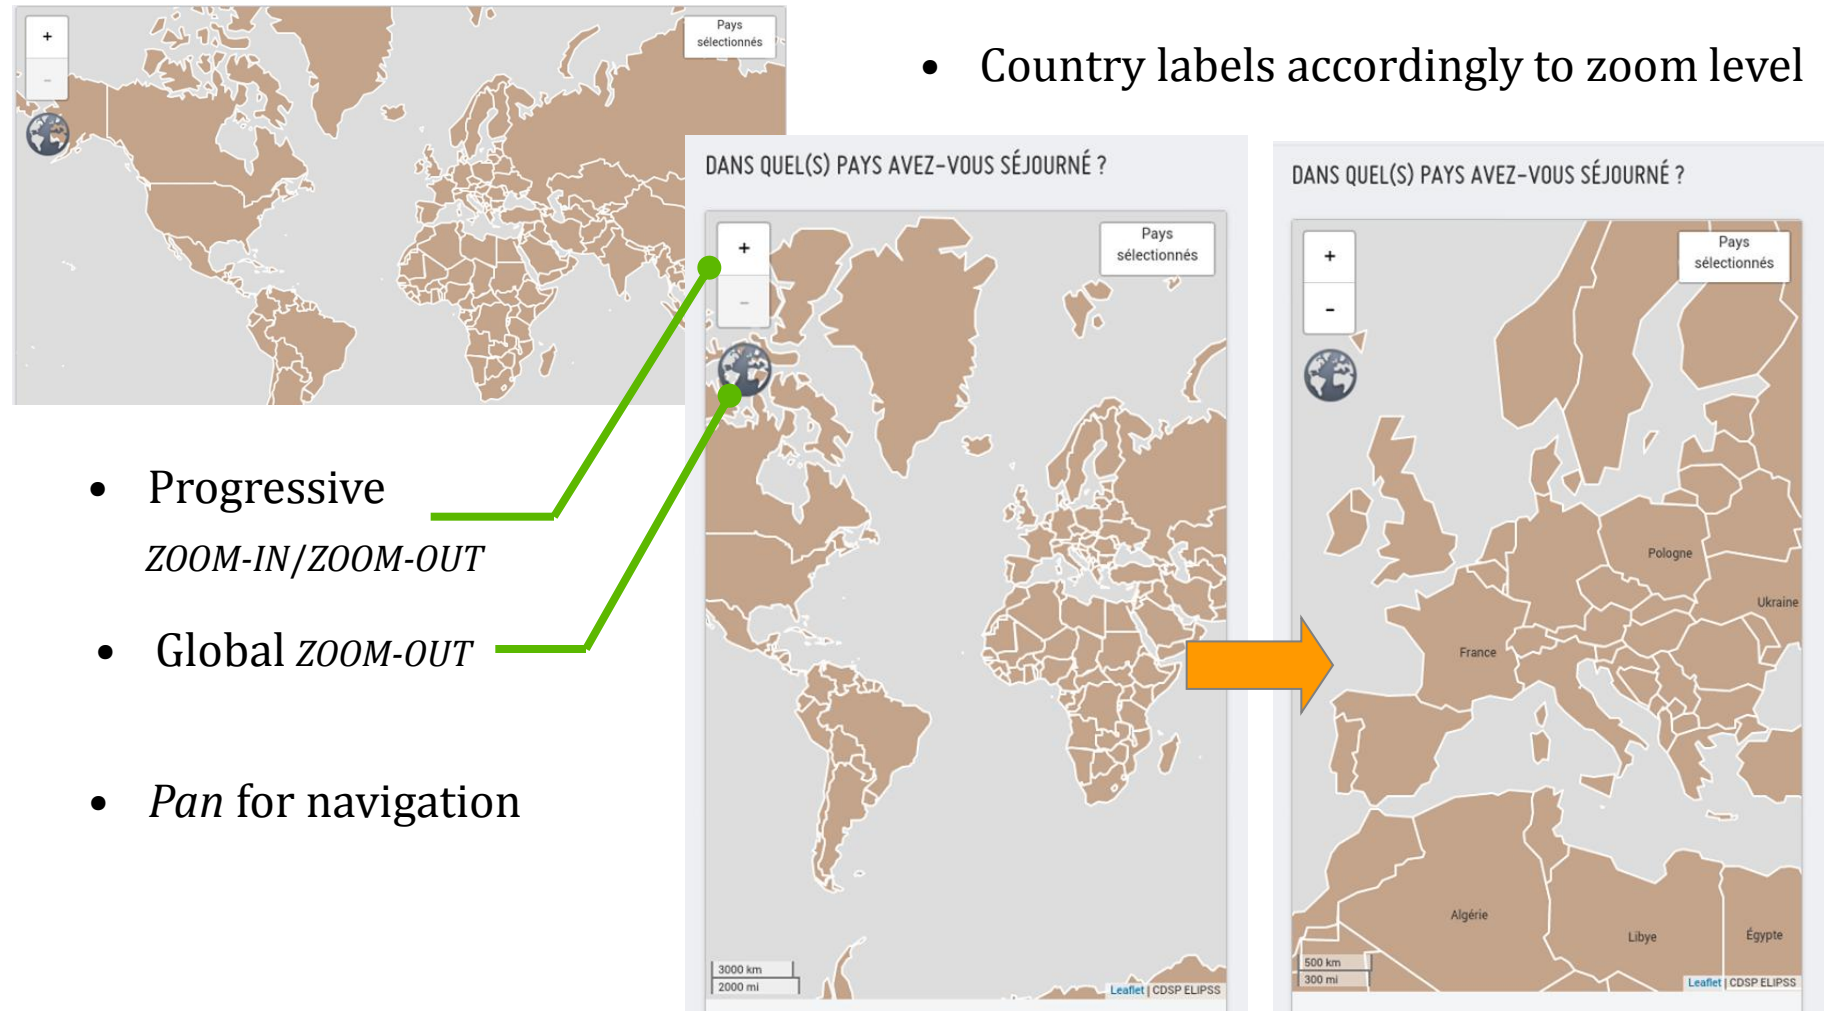 +
-
Pays
sélectionnés
• Country labels accordingly to zoom level
• Progressive
ZOOM-IN/ZOOM-OUT
• Global ZOOM-OUT
• Pan for navigation
DANS QUEL(S) PAYS AVEZ-VOUS SÉJOURNÉ ?
+
-
Pays
sélectionnés
3000 km
2000 mi
Leaflet | CDSP ELIPSS
DANS QUEL(S) PAYS AVEZ-VOUS SÉJOURNÉ ?
+
-
Pays
sélectionnés
Pologne
Ukraine
France
Algérie
Libye
Égypte
500 km
300 mi
Leaflet | CDSP ELIPSS